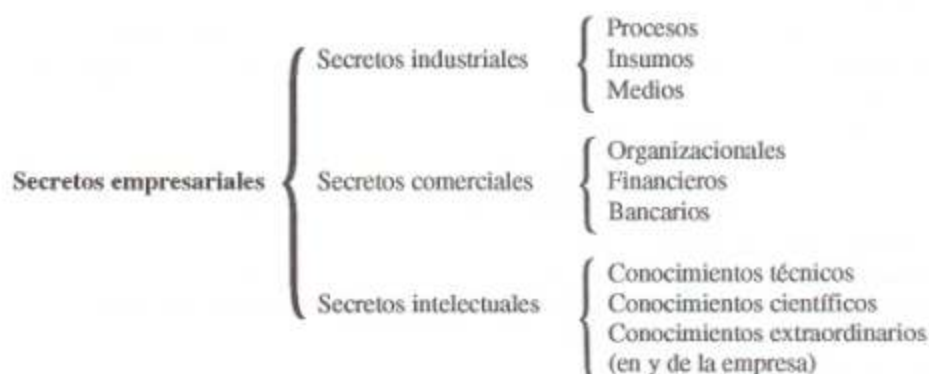 Secretos empresariales
Secretos industriales
Procesos
Insumos
Medios
Secretos comerciales
Organizacionales
Financieros
Bancarios
Secretos intelectuales
Conocimientos técnicos
Conocimientos científicos
Conocimientos extraordinarios
(en y de la empresa)